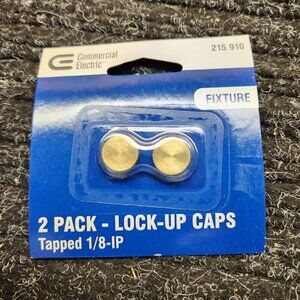 Commercial
Electric
215 910
FIXTURE
2 PACK - LOCK-UP CAPS
Tapped 1/8-IP